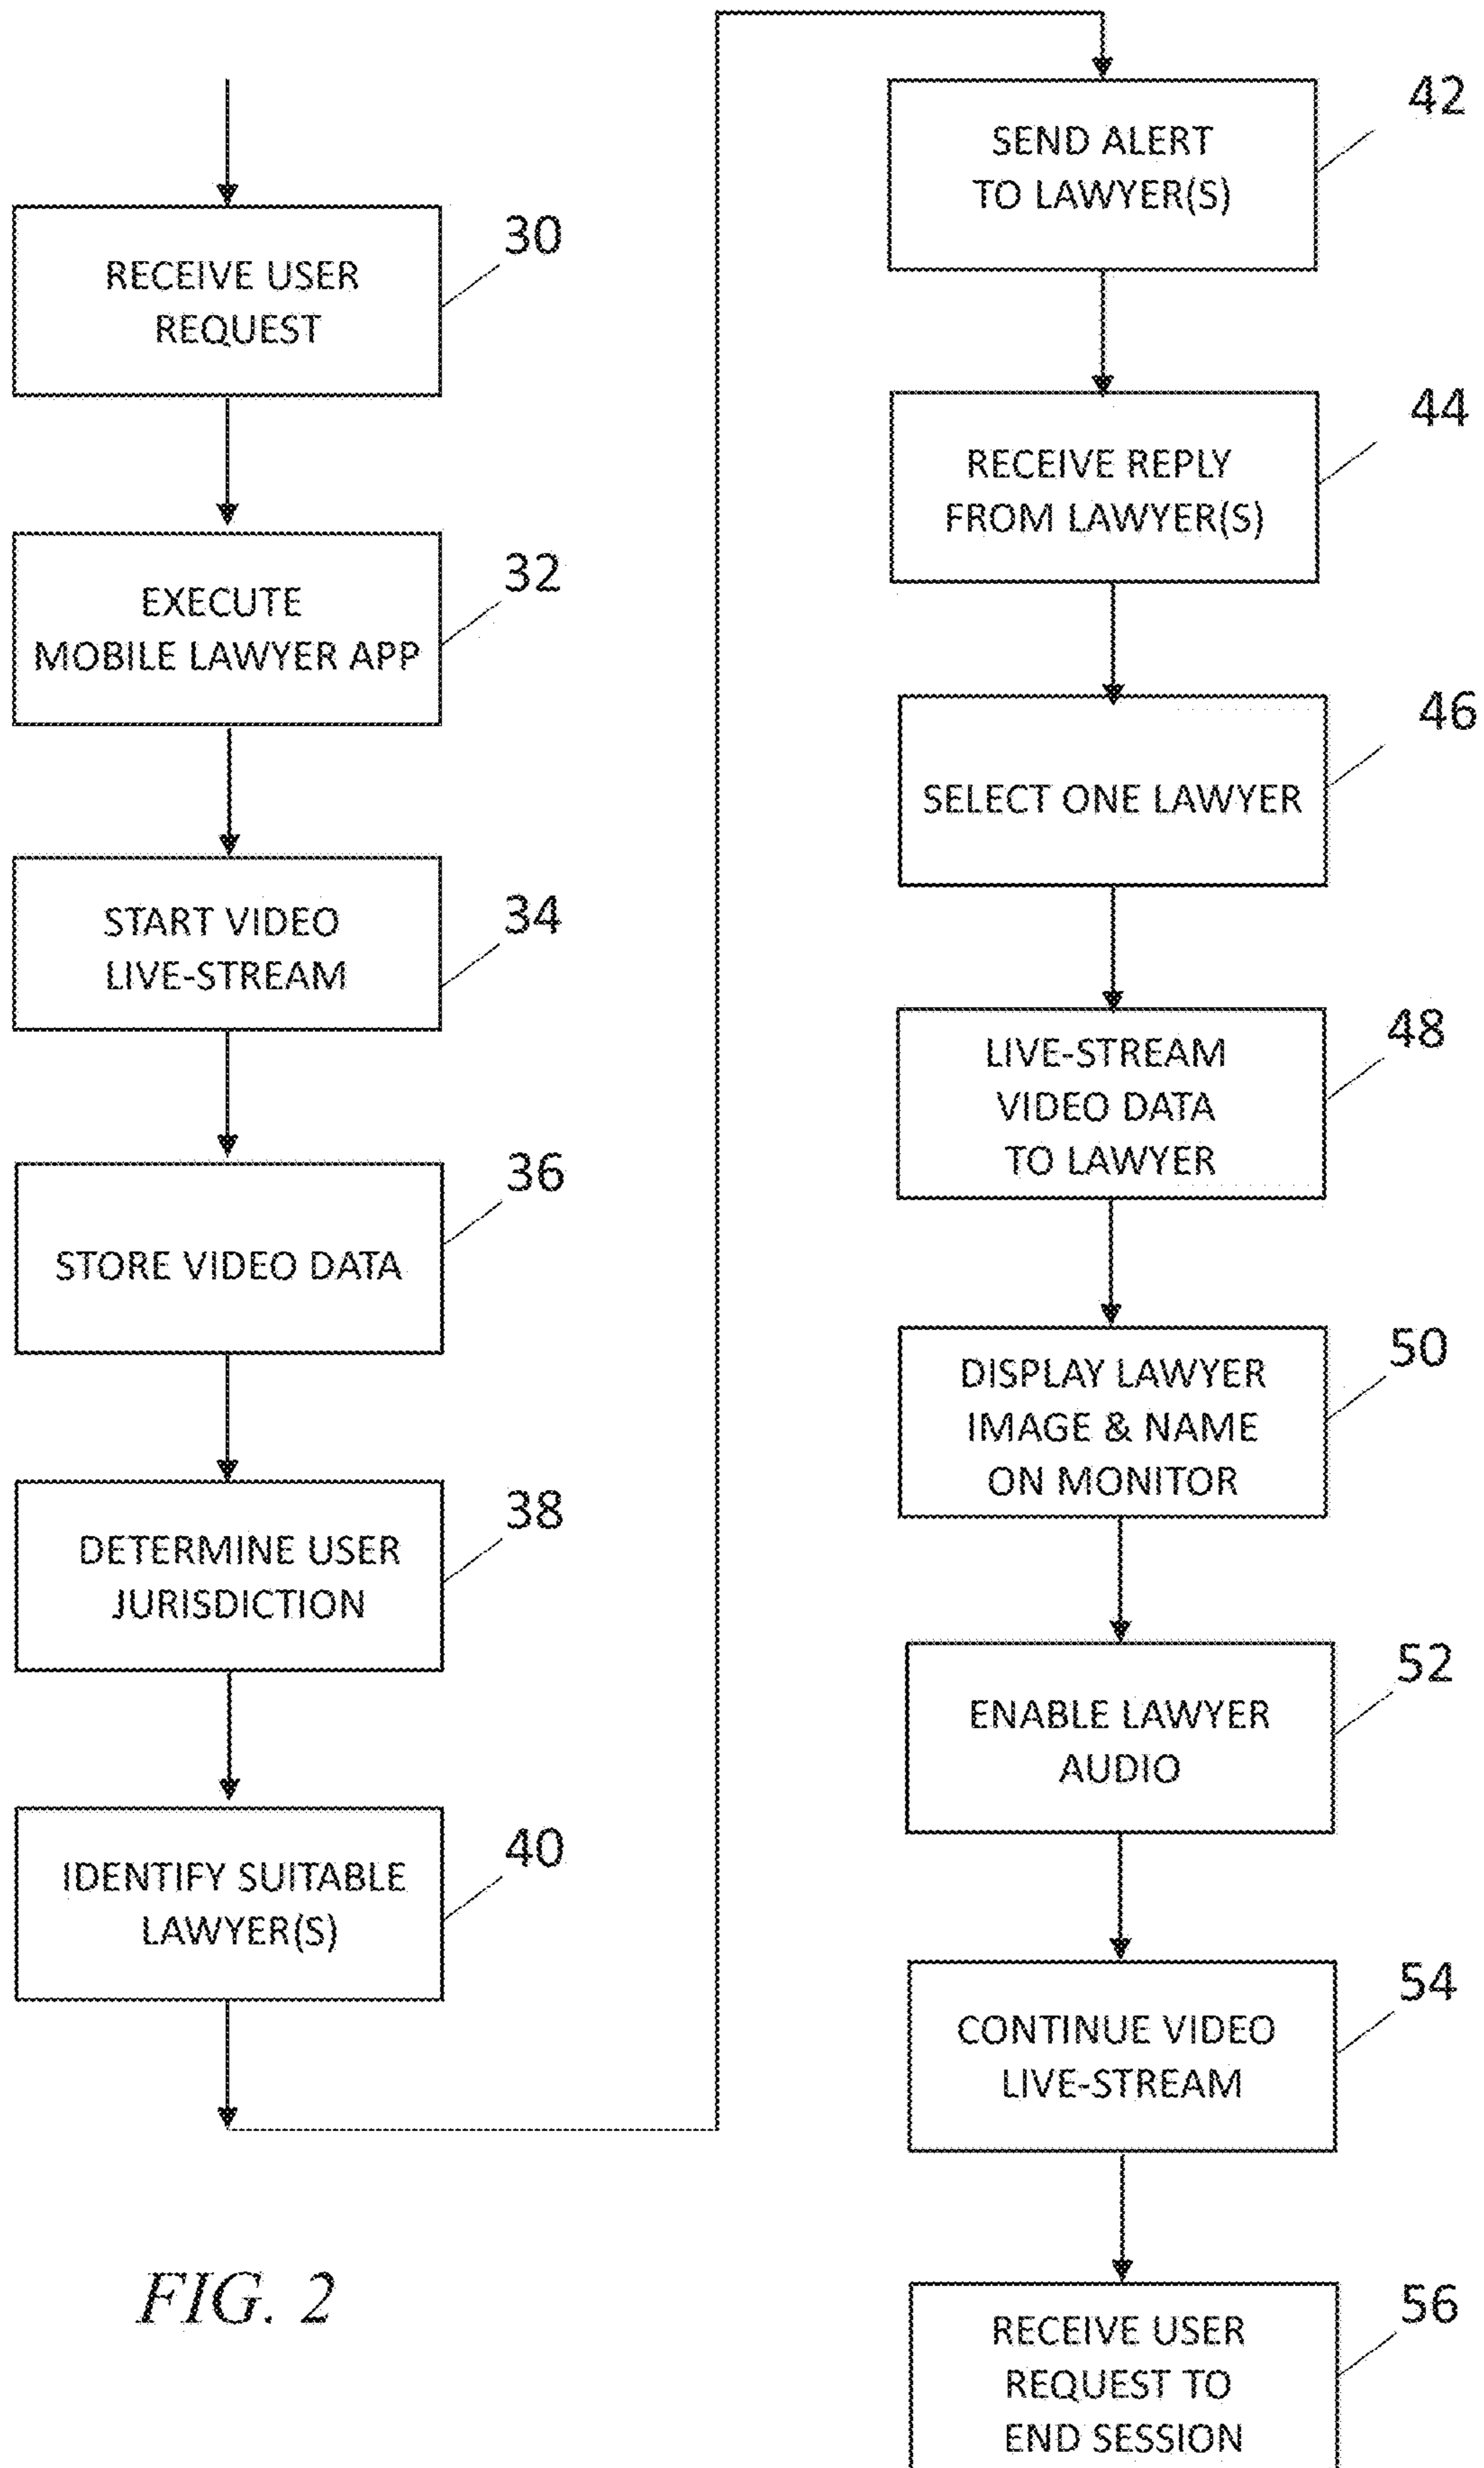 RECEIVE USER
REQUEST
30
EXECUTE
MOBILE LAWYER APP
32
START VIDEO
LIVE-STREAM
34
STORE VIDEO DATA
36
DETERMINE USER
JURISDICTION
38
IDENTIFY SUITABLE
LAWYER(S)
40
SEND ALERT
TO LAWYER(S)
42
RECEIVE REPLY
FROM LAWYER(S)
44
SELECT ONE LAWYER
46
LIVE-STREAM
VIDEO DATA
TO LAWYER
48
DISPLAY LAWYER
IMAGE & NAME
ON MONITOR
50
ENABLE LAWYER
AUDIO
52
CONTINUE VIDEO
LIVE-STREAM
54
RECEIVE USER
REQUEST TO
END SESSION
56
FIG. 2